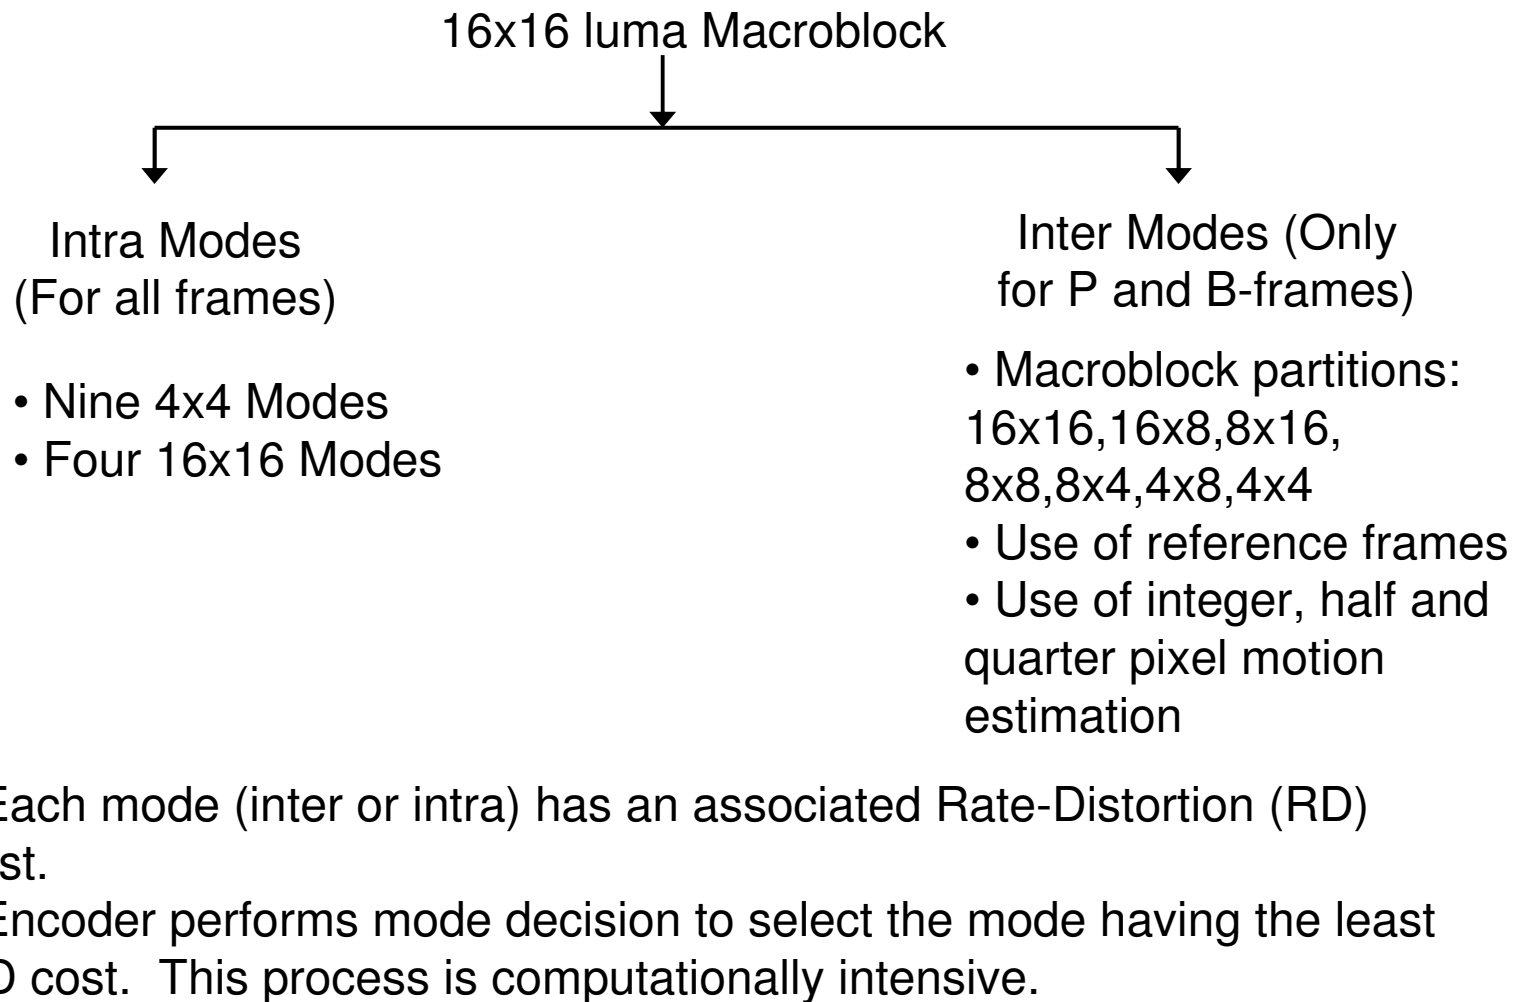 16x16 luma Macroblock
Intra Modes
(For all frames)
• Nine 4x4 Modes
• Four 16x16 Modes
Inter Modes (Only
for P and B-frames)
• Macroblock partitions:
16x16,16x8,8x16,
8x8,8x4,4x8,4x4
• Use of reference frames
• Use of integer, half and
quarter pixel motion
estimation
Each mode (inter or intra) has an associated Rate-Distortion (RD)
st.
Encoder performs mode decision to select the mode having the least
D cost. This process is computationally intensive.